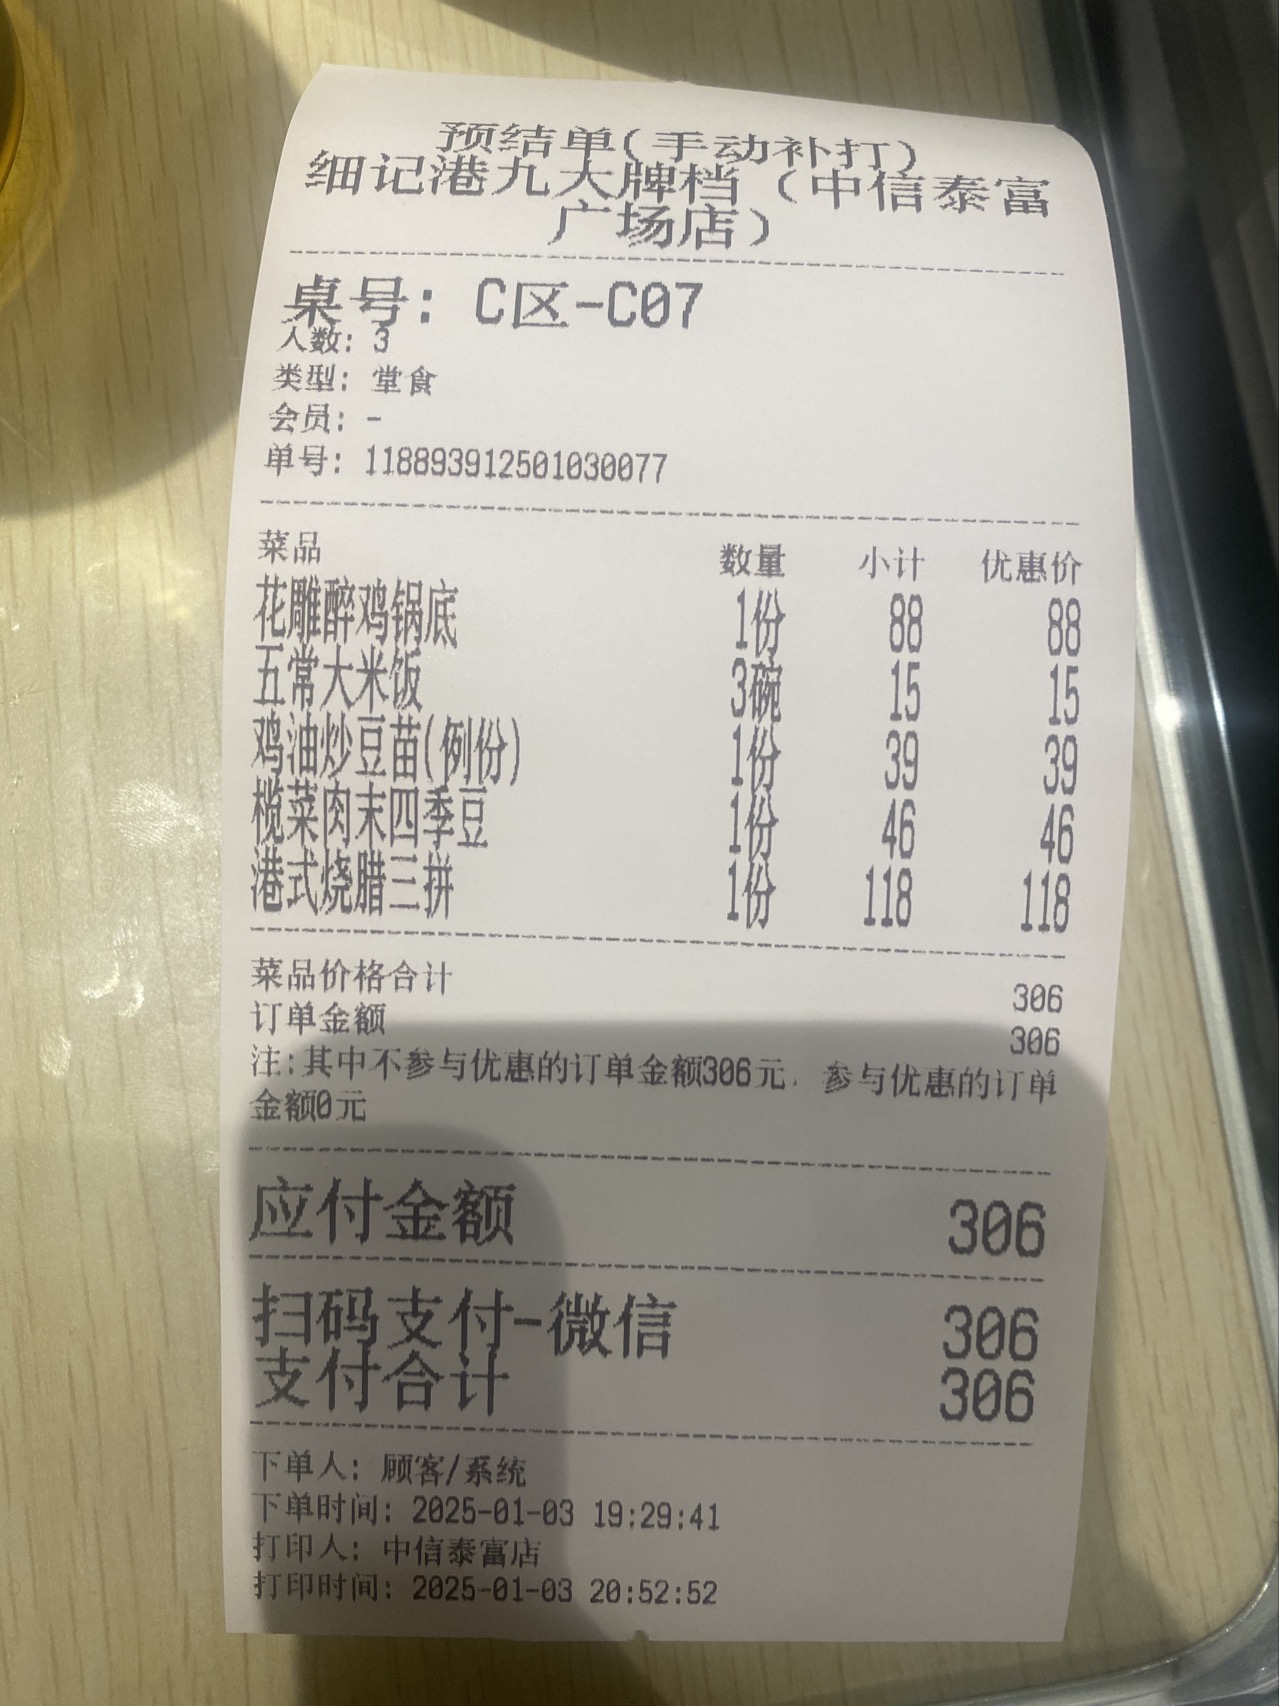 预结单(手动补打)
细记港九大牌档（中信泰富
广场店）
桌号: C区-C07
人数: 3
类型: 堂食
会员: -
单号: 118893912501030077
菜品 数量 小计 优惠价
花雕醉鸡锅底 1份 88 88
五常大米饭 3碗 15 15
鸡油炒豆苗(例份) 1份 39 39
榄菜肉末四季豆 1份 46 46
港式烧腊三拼 1份 118 118
菜品价格合计 306
订单金额 306
注:其中不参与优惠的订单金额306元，参与优惠的订单
金额0元
应付金额 306
扫码支付-微信 306
支付合计 306
下单人: 顾客/系统
下单时间: 2025-01-03 19:29:41
打印人: 中信泰富店
打印时间: 2025-01-03 20:52:52